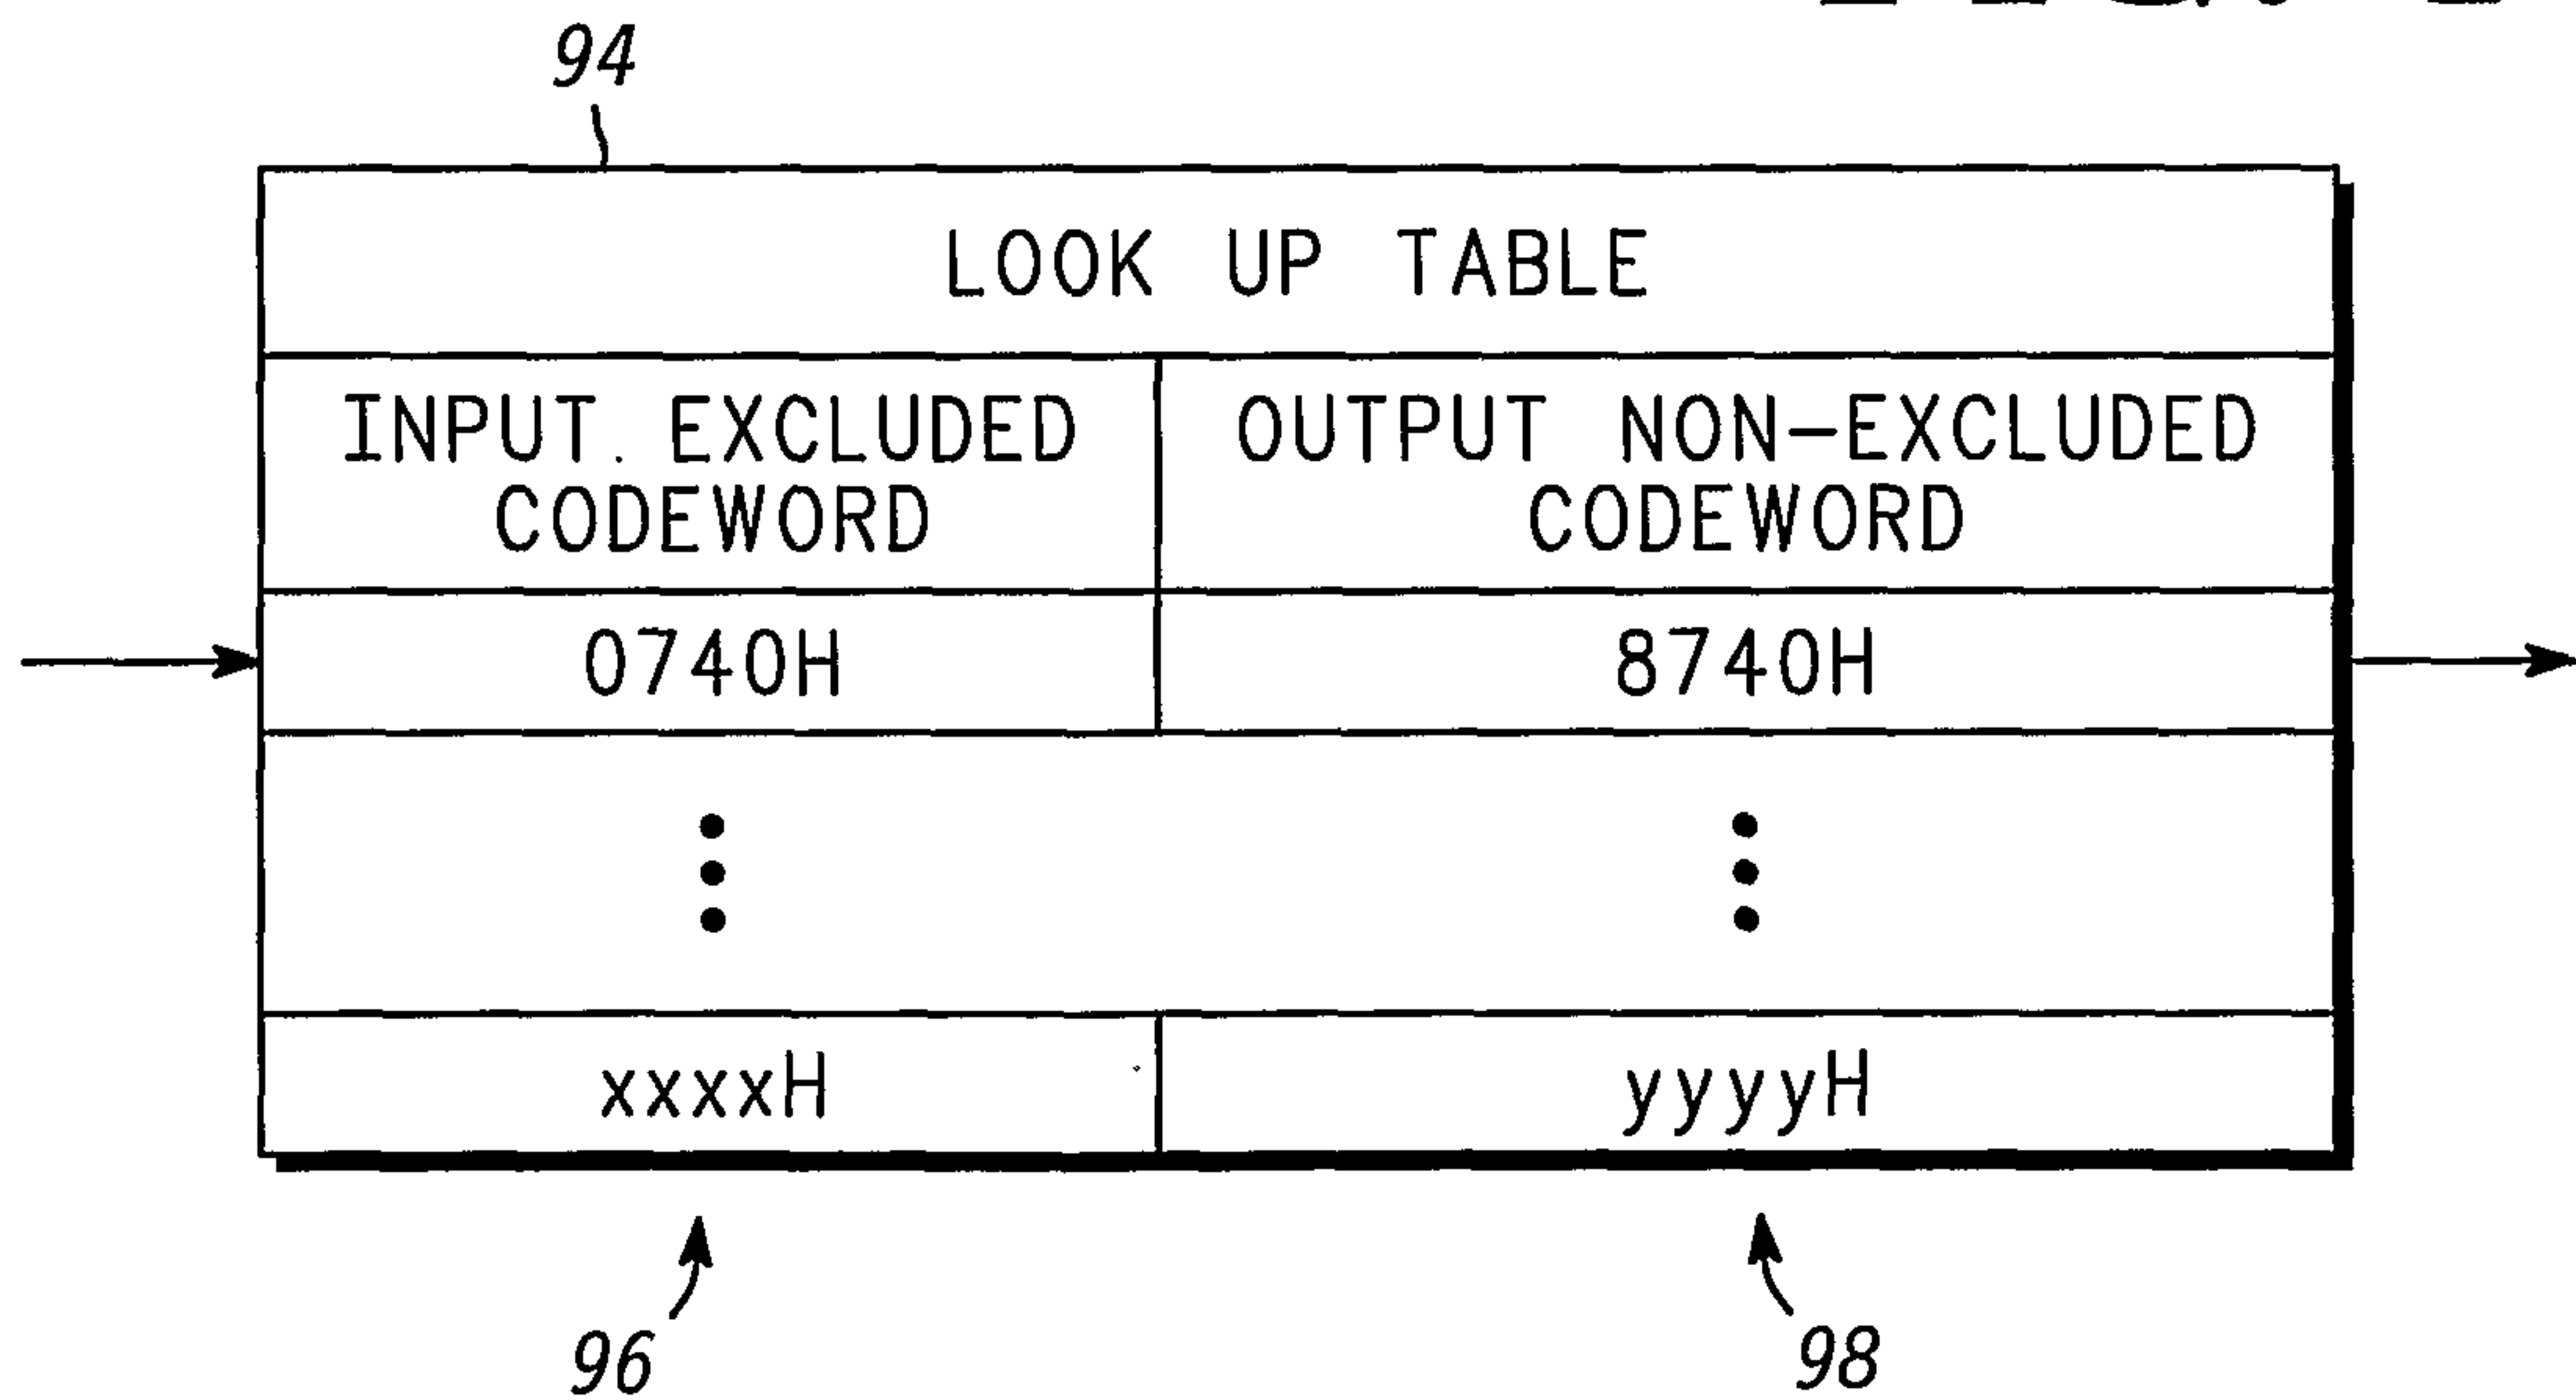 94
LOOK UP TABLE
INPUT. EXCLUDED CODEWORD
OUTPUT NON-EXCLUDED CODEWORD
0740H
8740H
xxxxH
yyyyH
96
98